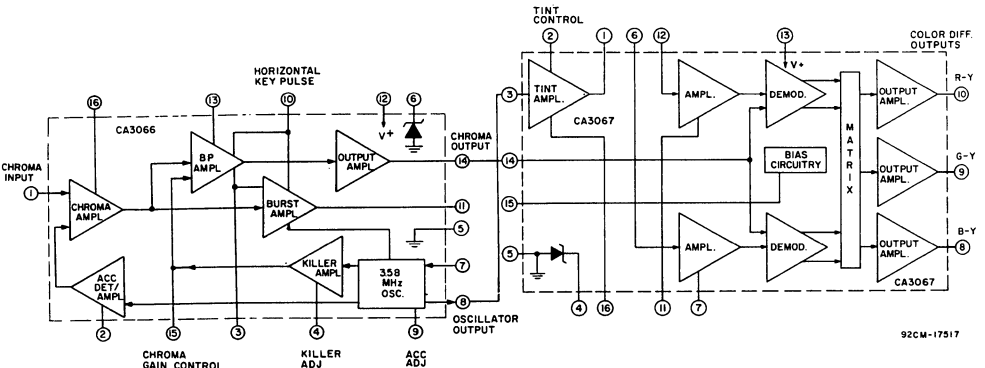 TINT
CONTROL
2
1
6
12
13
COLOR DIFF.
OUTPUTS
V+
R-Y
10
3
TINT
AMPL.
CA3067
AMPL.
DEMOD.
OUTPUT
AMPL.
HORIZONTAL
KEY PULSE
16
13
10
12
6
CA3066
V+
CHROMA
OUTPUT
14
14
BP
AMPL
OUTPUT
AMPL
BIAS
CIRCUITRY
MATRIX
OUTPUT
AMPL.
G-Y
9
CHROMA
INPUT
1
CHROMA
AMPL
BURST
AMPL
11
5
15
5
4
16
11
7
AMPL.
DEMOD.
OUTPUT
AMPL.
B-Y
8
CA3067
ACC
DET/
AMPL
KILLER
AMPL
3.58
MHz
OSC.
7
8
OSCILLATOR
OUTPUT
2
15
3
4
9
CHROMA
GAIN CONTROL
KILLER
ADJ
ACC
ADJ
92CM-17517